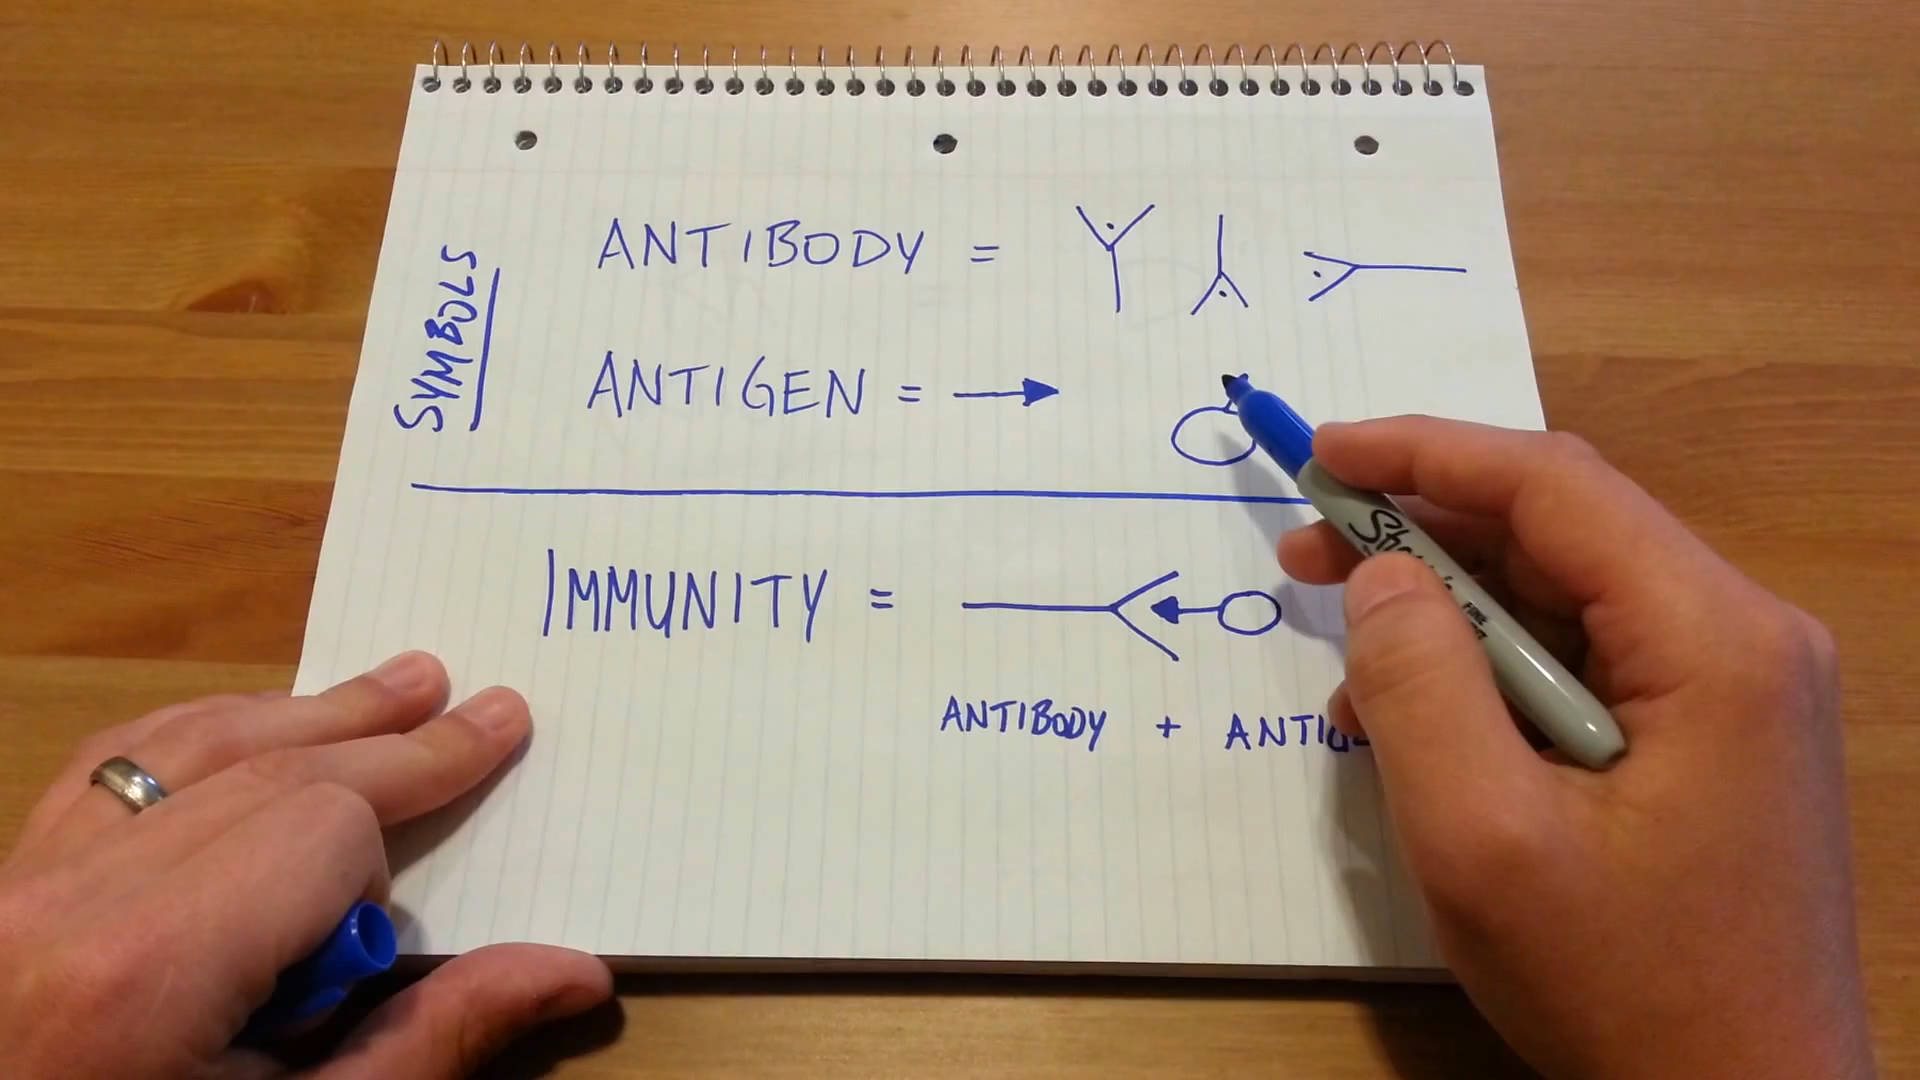 SYMBOLS
ANTIBODY =
ANTIGEN =
IMMUNITY =
ANTIBODY +